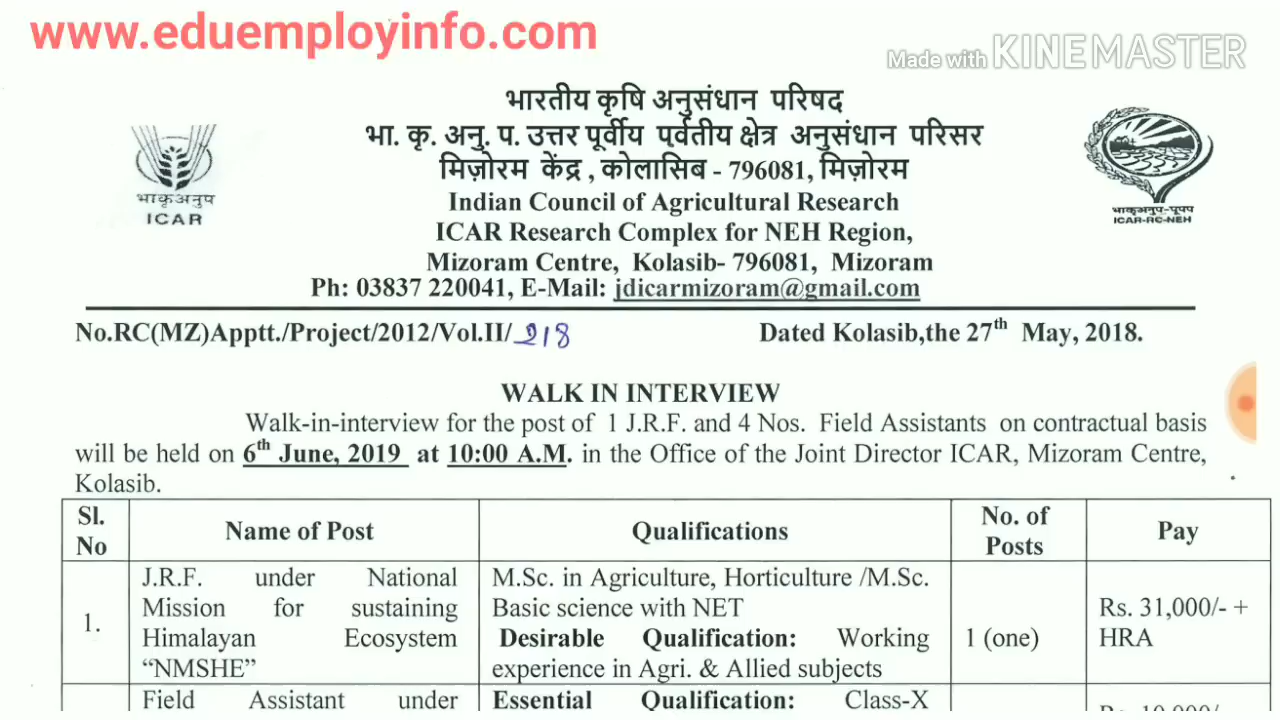 www.eduemployinfo.com
Made with KINEMASTER
भारतीय कृषि अनुसंधान परिषद
भा. कृ. अनु. प. उत्तर पूर्वीय पर्वतीय क्षेत्र अनुसंधान परिसर
मिज़ोरम केंद्र , कोलासिब - 796081, मिज़ोरम
भाकृअनुप
ICAR
भाकृअनुप-पूपप
ICAR-RC-NEH
Indian Council of Agricultural Research
ICAR Research Complex for NEH Region,
Mizoram Centre, Kolasib- 796081, Mizoram
Ph: 03837 220041, E-Mail: jdicarmizoram@gmail.com
No.RC(MZ)Apptt./Project/2012/Vol.II/ 218 Dated Kolasib,the 27th May, 2018.
WALK IN INTERVIEW
Walk-in-interview for the post of 1 J.R.F. and 4 Nos. Field Assistants on contractual basis
will be held on 6th June, 2019 at 10:00 A.M. in the Office of the Joint Director ICAR, Mizoram Centre,
Kolasib.
Sl. No Name of Post Qualifications No. of Posts Pay
1.
J.R.F. under National
Mission for sustaining
Himalayan Ecosystem
“NMSHE”
M.Sc. in Agriculture, Horticulture /M.Sc.
Basic science with NET
Desirable Qualification: Working
experience in Agri. & Allied subjects
1 (one)
Rs. 31,000/- +
HRA
Field Assistant under
Essential Qualification: Class-X